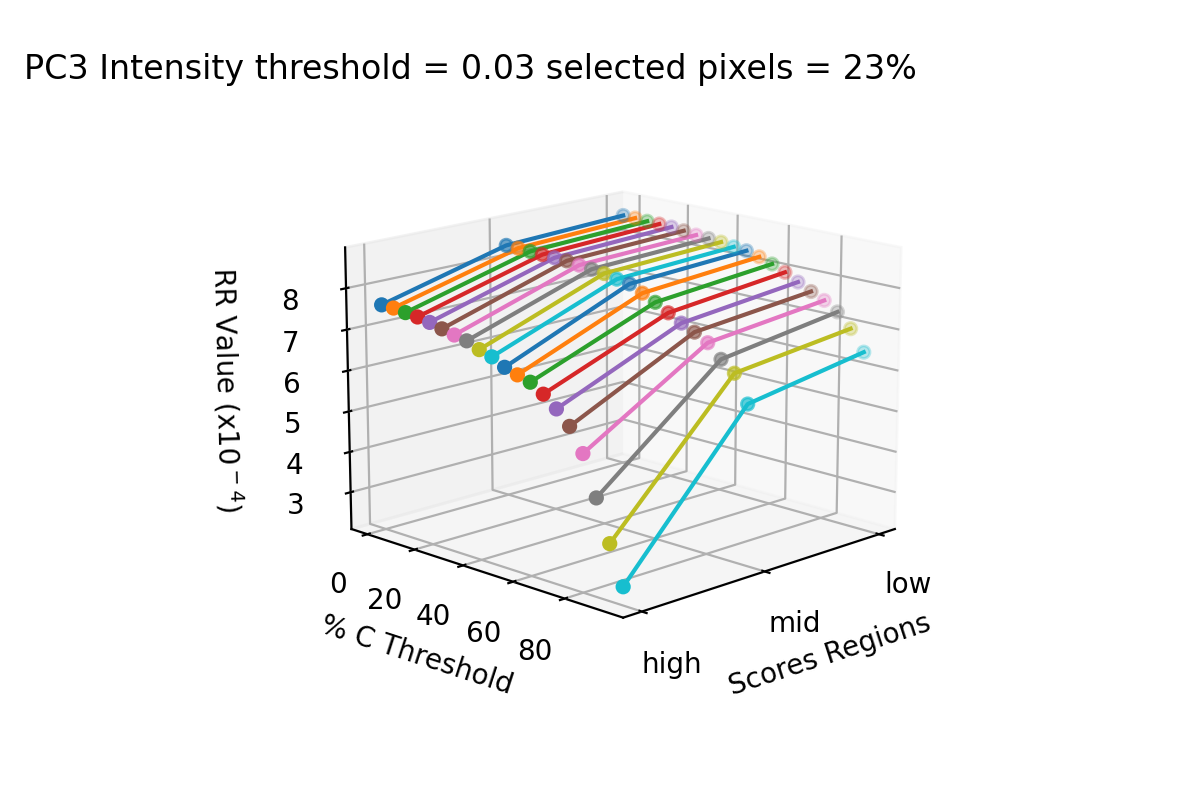 PC3 Intensity threshold = 0.03 selected pixels = 23%
RR Value (x10⁻⁴)
8
7
6
5
4
3
0
20
40
60
80
% C Threshold
low
mid
high
Scores Regions